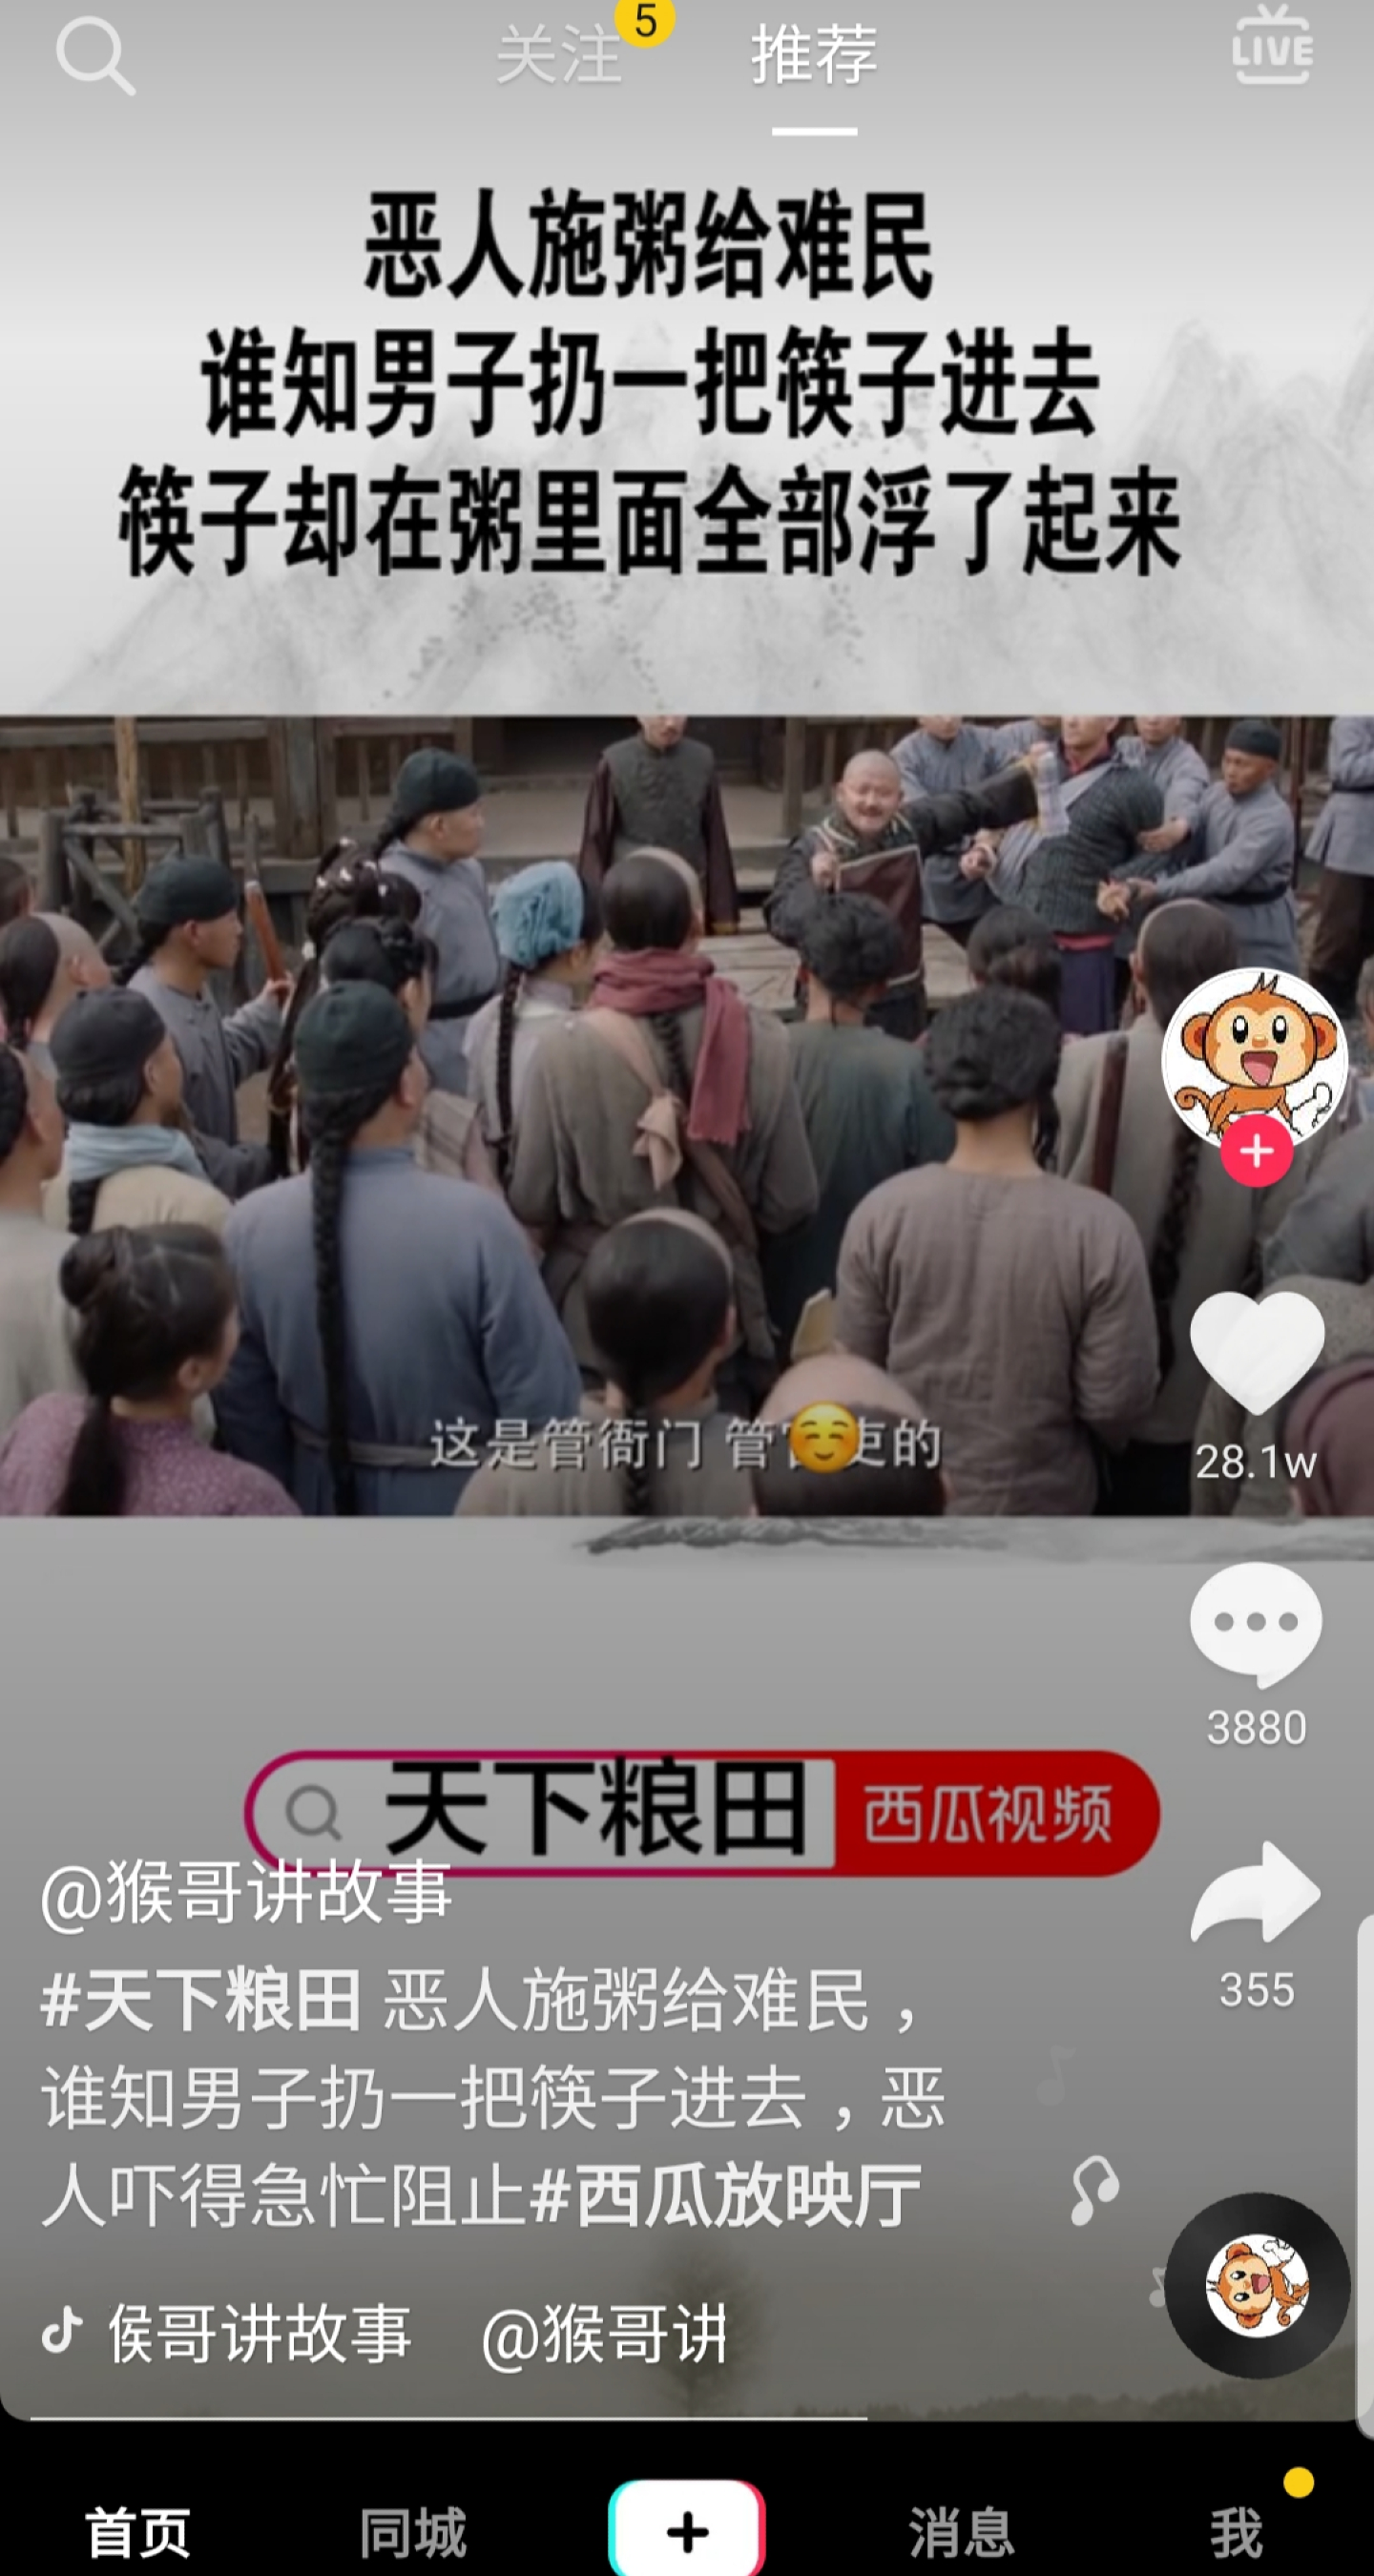 关注
5
推荐
LIVE
恶人施粥给难民
谁知男子扔一把筷子进去
筷子却在粥里面全部浮了起来
这是管衙门 管官吏的
28.1w
3880
天下粮田 西瓜视频
@猴哥讲故事
#天下粮田 恶人施粥给难民，
谁知男子扔一把筷子进去，恶
人吓得急忙阻止#西瓜放映厅
355
侯哥讲故事 @猴哥讲
首页 同城 消息 我